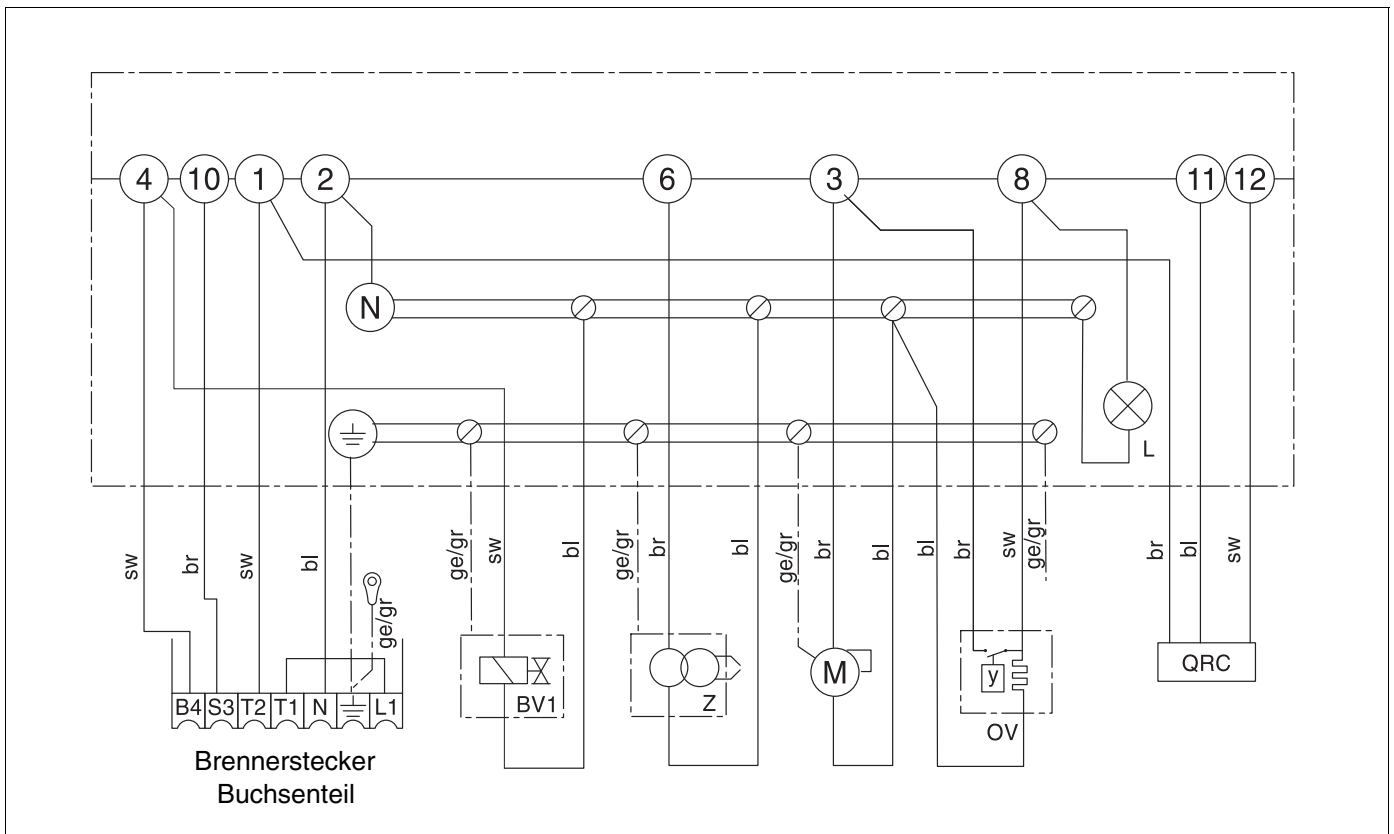 4 10 1 2 6 3 8 11 12
N
L
sw br sw bl ge/gr sw bl ge/gr br bl ge/gr br bl bl br sw ge/gr br bl sw
ge/gr
BV1 Z M y OV QRC
B4 S3 T2 T1 N L1
Brennerstecker
Buchsenteil